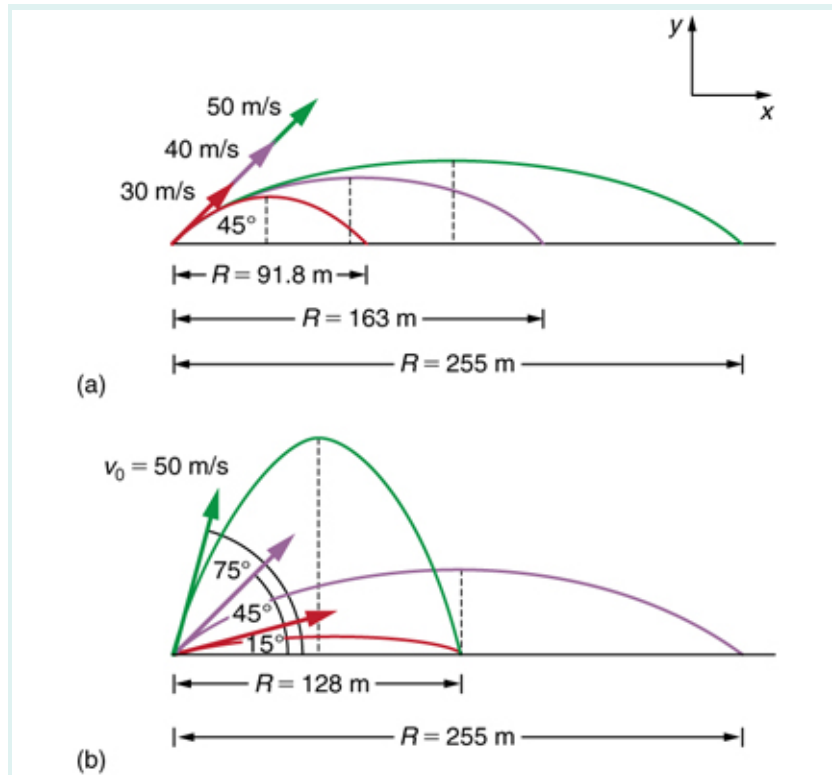 y
x
50 m/s
40 m/s
30 m/s
45°
R = 91.8 m
R = 163 m
R = 255 m
(a)
v₀ = 50 m/s
75°
45°
15°
R = 128 m
R = 255 m
(b)